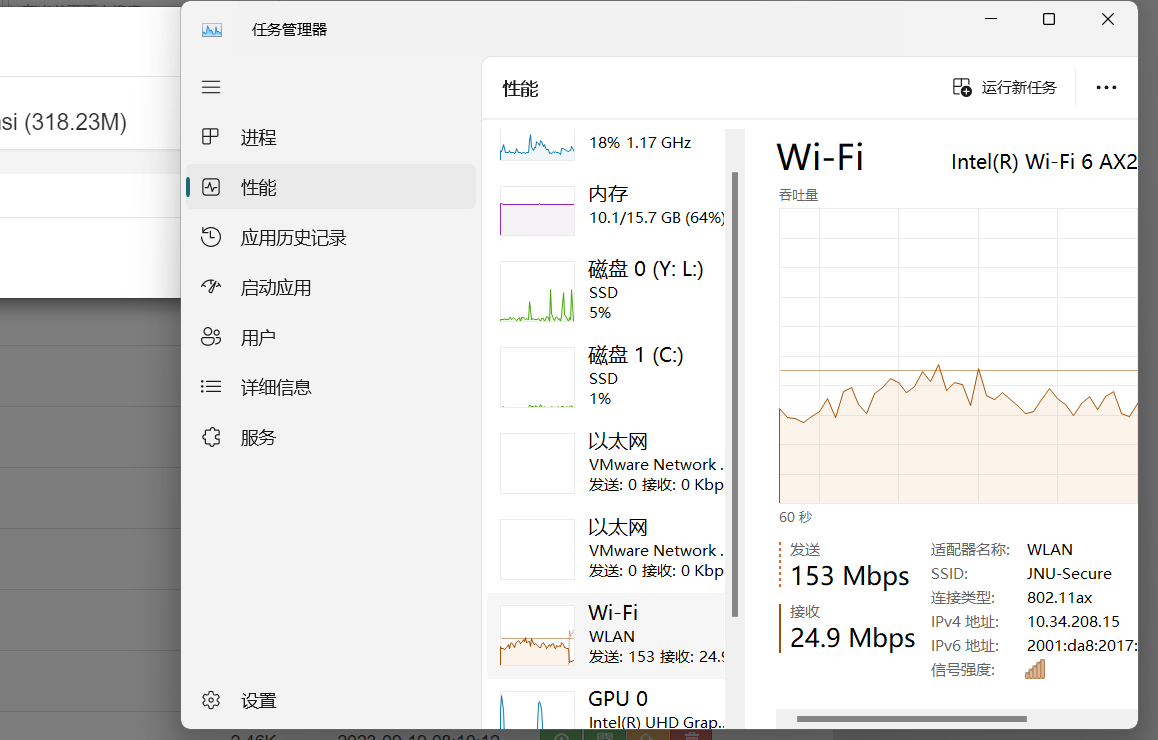 任务管理器
si (318.23M)
进程
性能
应用历史记录
启动应用
用户
详细信息
服务
设置
性能
运行新任务
18% 1.17 GHz
内存
10.1/15.7 GB (64%)
磁盘 0 (Y: L:)
SSD
5%
磁盘 1 (C:)
SSD
1%
以太网
VMware Network .
发送: 0 接收: 0 Kbp
以太网
VMware Network .
发送: 0 接收: 0 Kbp
Wi-Fi
WLAN
发送: 153 接收: 24.9
GPU 0
Intel(R) UHD Grap..
Wi-Fi
Intel(R) Wi-Fi 6 AX2
吞吐量
60 秒
发送
153 Mbps
接收
24.9 Mbps
适配器名称: WLAN
SSID: JNU-Secure
连接类型: 802.11ax
IPv4 地址: 10.34.208.15
IPv6 地址: 2001:da8:2017:
信号强度: